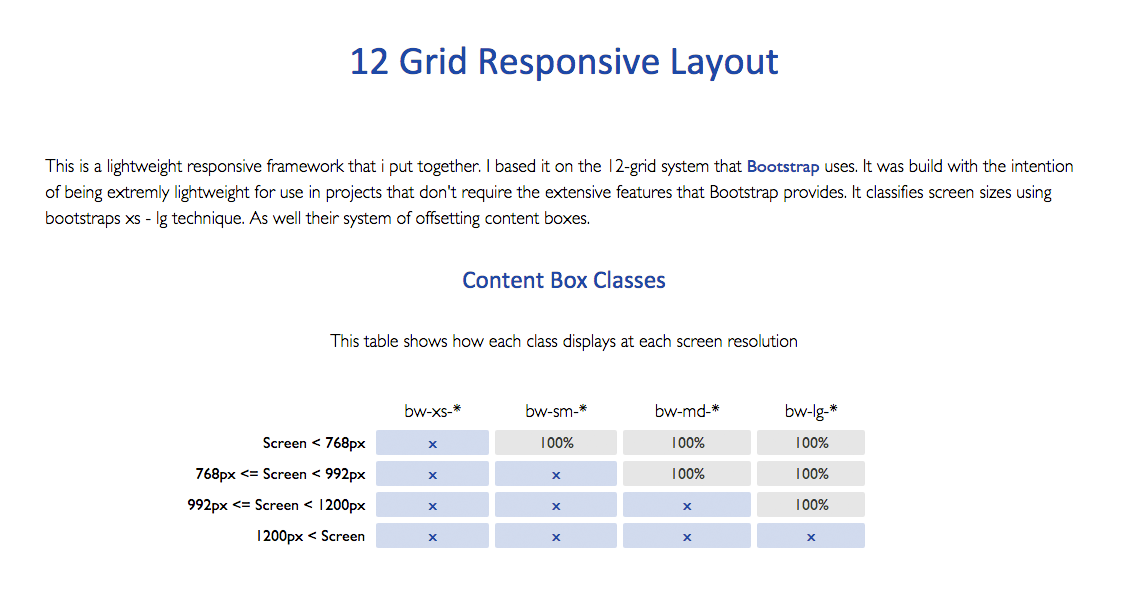 12 Grid Responsive Layout
This is a lightweight responsive framework that i put together. I based it on the 12-grid system that Bootstrap uses. It was build with the intention
of being extremly lightweight for use in projects that don't require the extensive features that Bootstrap provides. It classifies screen sizes using
bootstraps xs - lg technique. As well their system of offsetting content boxes.
Content Box Classes
This table shows how each class displays at each screen resolution
bw-xs-* bw-sm-* bw-md-* bw-lg-*
Screen < 768px x 100% 100% 100%
768px <= Screen < 992px x x 100% 100%
992px <= Screen < 1200px x x x 100%
1200px < Screen x x x x